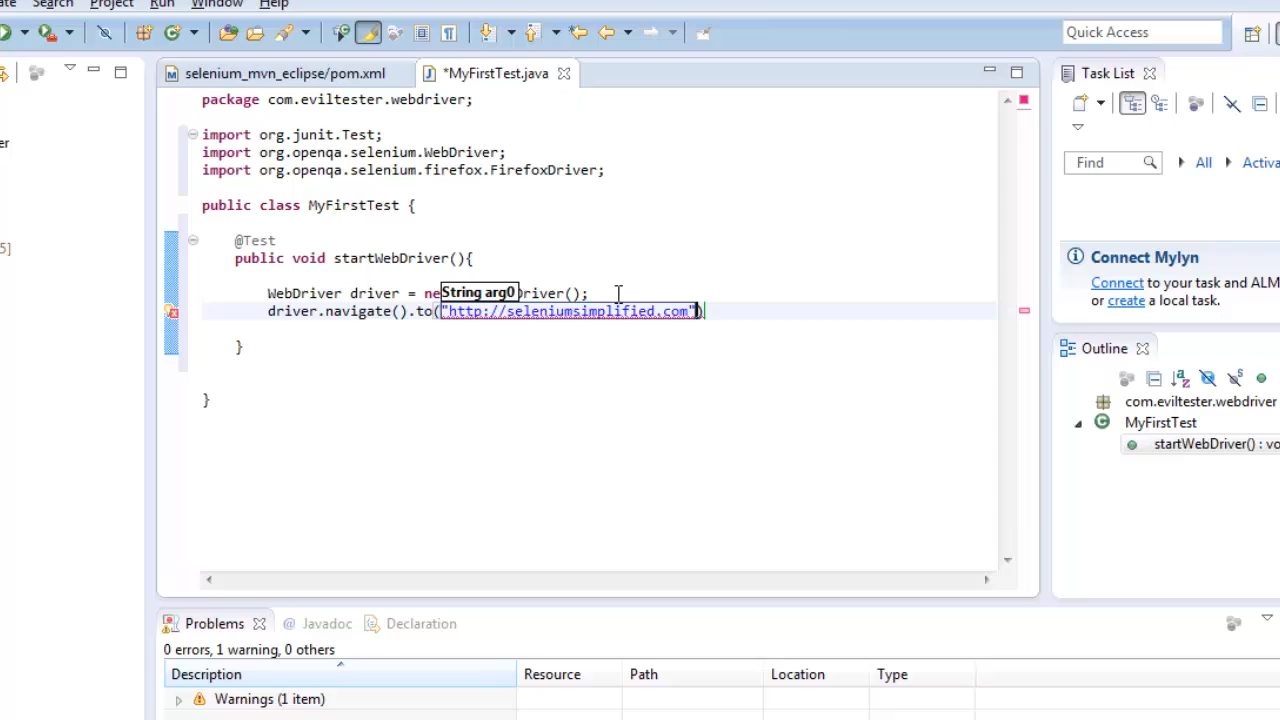 ate Search Project Run Window Help
Quick Access
selenium_mvn_eclipse/pom.xml
*MyFirstTest.java
package com.eviltester.webdriver;
import org.junit.Test;
import org.openqa.selenium.WebDriver;
import org.openqa.selenium.firefox.FirefoxDriver;
public class MyFirstTest {
@Test
public void startWebDriver(){
WebDriver driver = ne Driver();
String arg0
driver.navigate().to("http://seleniumsimplified.com")
}
}
er
5]
Task List
Find
All
Activa
Connect Mylyn
Connect to your task and ALM
or create a local task.
Outline
com.eviltester.webdriver
MyFirstTest
startWebDriver() : vo
Problems
@ Javadoc
Declaration
0 errors, 1 warning, 0 others
Description Resource Path Location Type
Warnings (1 item)